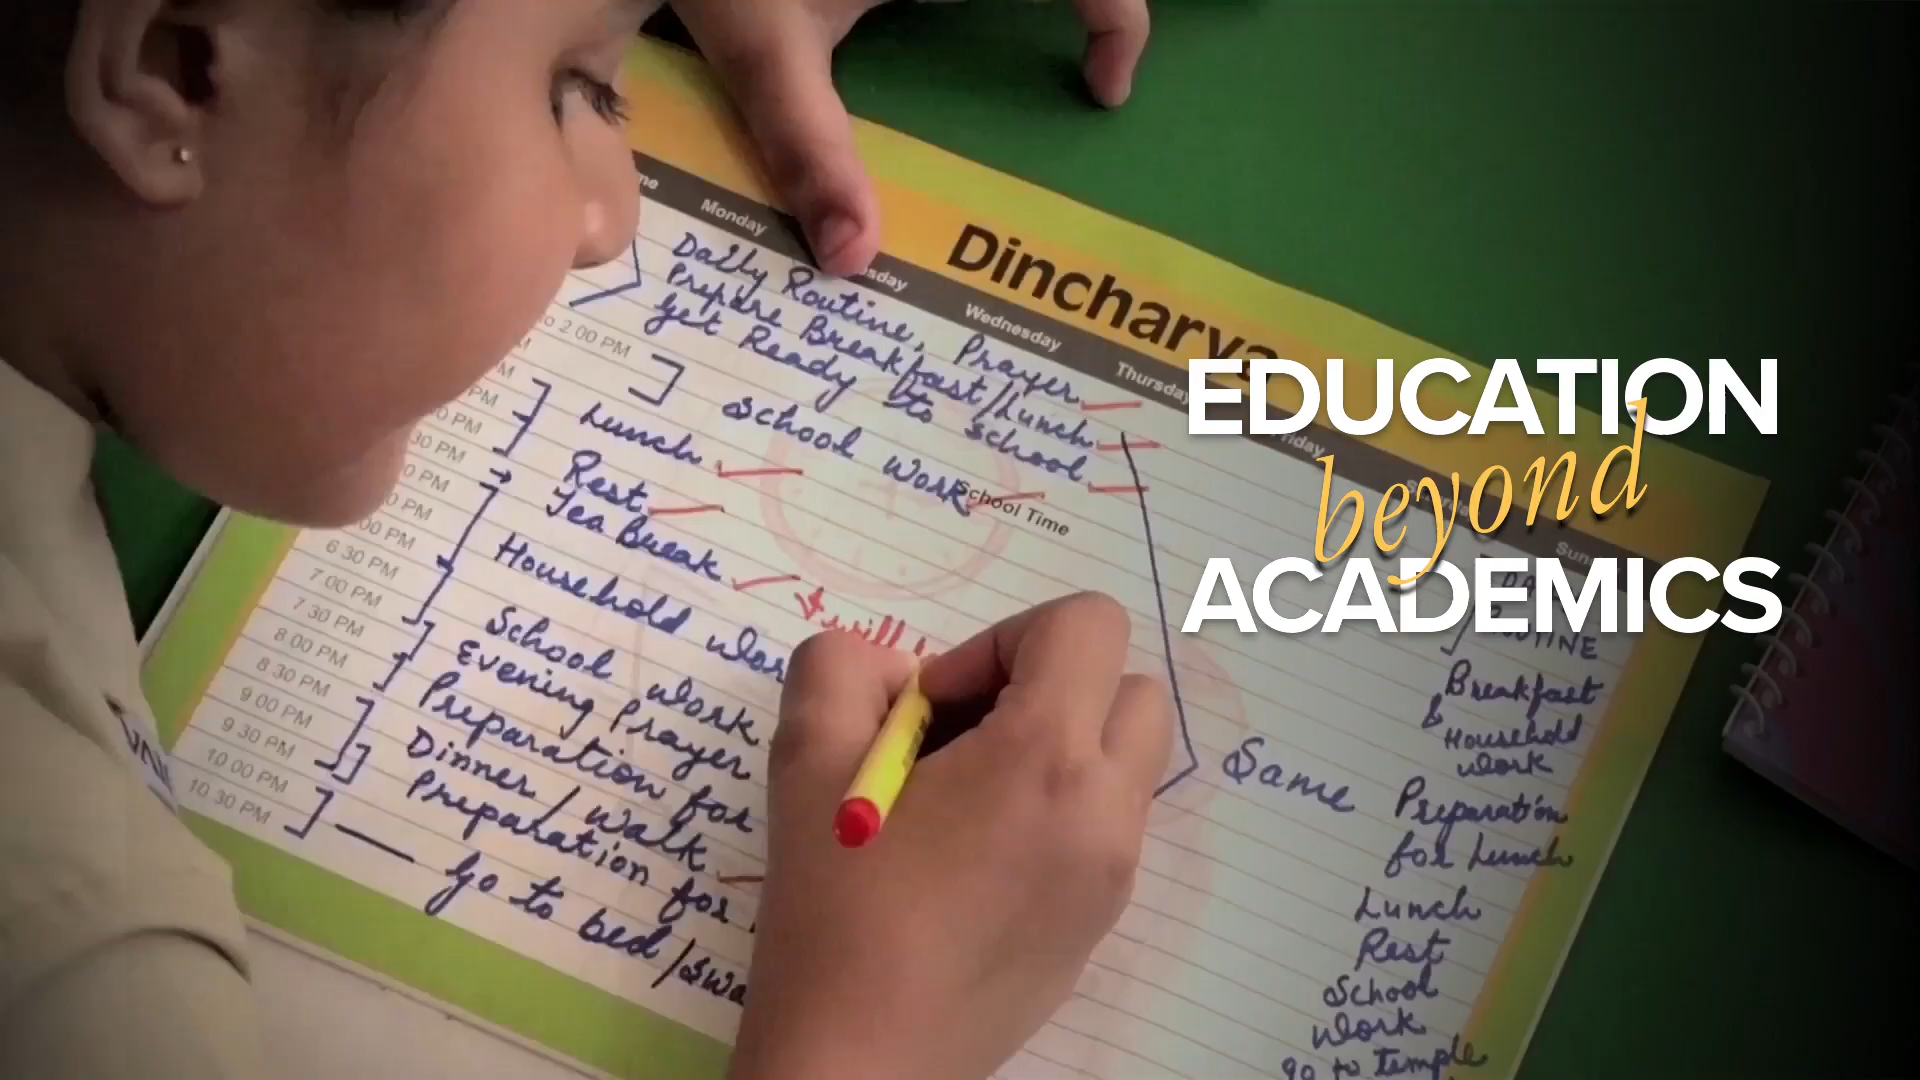 Dincharya
Monday
sday
Wednesday
Thursday
Friday
EDUCATION
beyond
ACADEMICS
Daily Routine, Prayer
Prepare Breakfast/Lunch
Get Ready to school
to 2 00 PM
School work
School Time
Lunch
Rest
Tea Break
Household
School work
Evening Prayer
Preparation for
Dinner / walk
Preparation for
Go to bed /
will
6 30 PM
7 00 PM
7 30 PM
8.00 PM
8 30 PM
9 00 PM
9 30 PM
10 00 PM
10 30 PM
Same
Breakfast
&
Household
work
Preparation
for Lunch
Lunch
Rest
School
work
go to temple